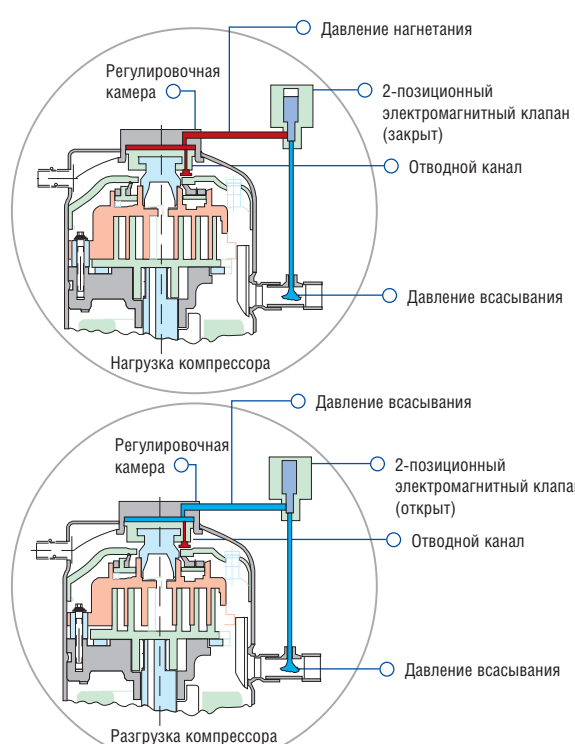 Давление нагнетания
Регулировочная
камера
2-позиционный
электромагнитный клапан
(закрыт)
Отводной канал
Давление всасывания
Нагрузка компрессора
Давление всасывания
Регулировочная
камера
2-позиционный
электромагнитный клапа
(открыт)
Отводной канал
Давление всасывания
Разгрузка компрессора